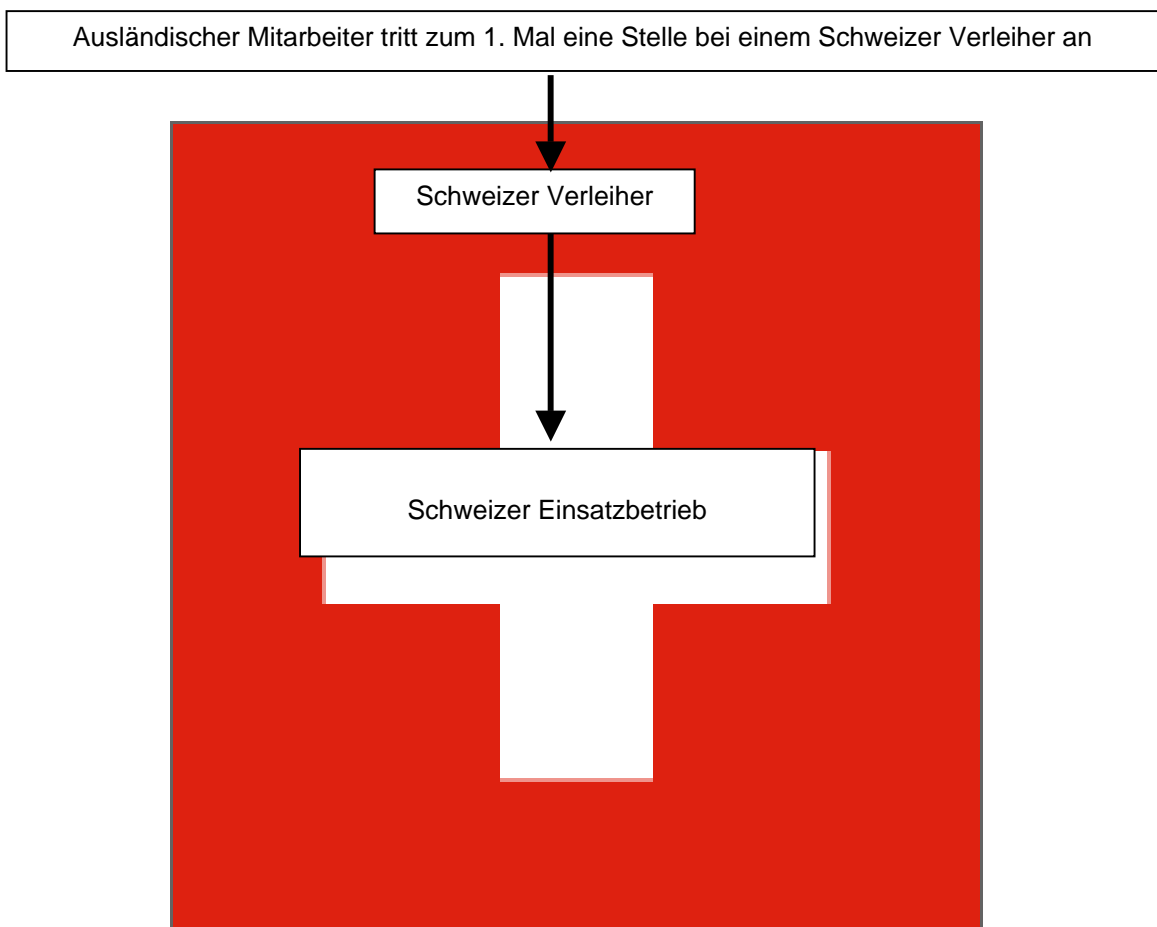 Ausländischer Mitarbeiter tritt zum 1. Mal eine Stelle bei einem Schweizer Verleiher an
Schweizer Verleiher
Schweizer Einsatzbetrieb